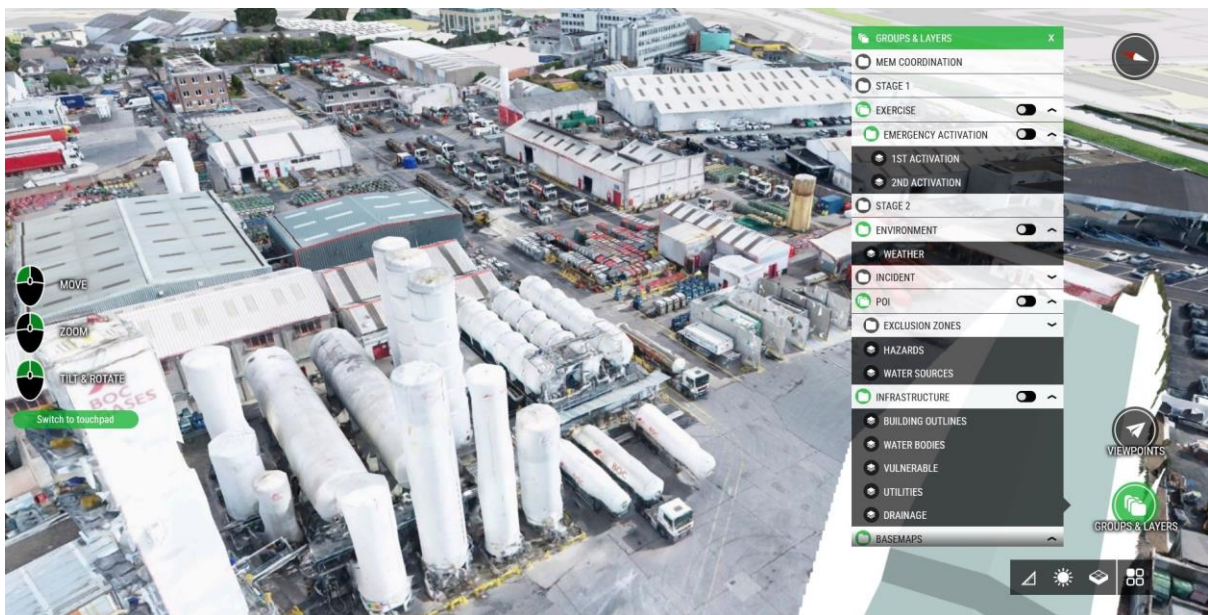 GROUPS & LAYERS X
MEM COORDINATION
STAGE 1
EXERCISE
EMERGENCY ACTIVATION
1ST ACTIVATION
2ND ACTIVATION
STAGE 2
ENVIRONMENT
WEATHER
INCIDENT
POI
EXCLUSION ZONES
HAZARDS
WATER SOURCES
INFRASTRUCTURE
BUILDING OUTLINES
WATER BODIES
VULNERABLE
UTILITIES
DRAINAGE
BASEMAPS
MOVE
ZOOM
TILT & ROTATE
Switch to touchpad
BOC
GASES
BOC
VIEWPOINTS
GROUPS & LAYERS